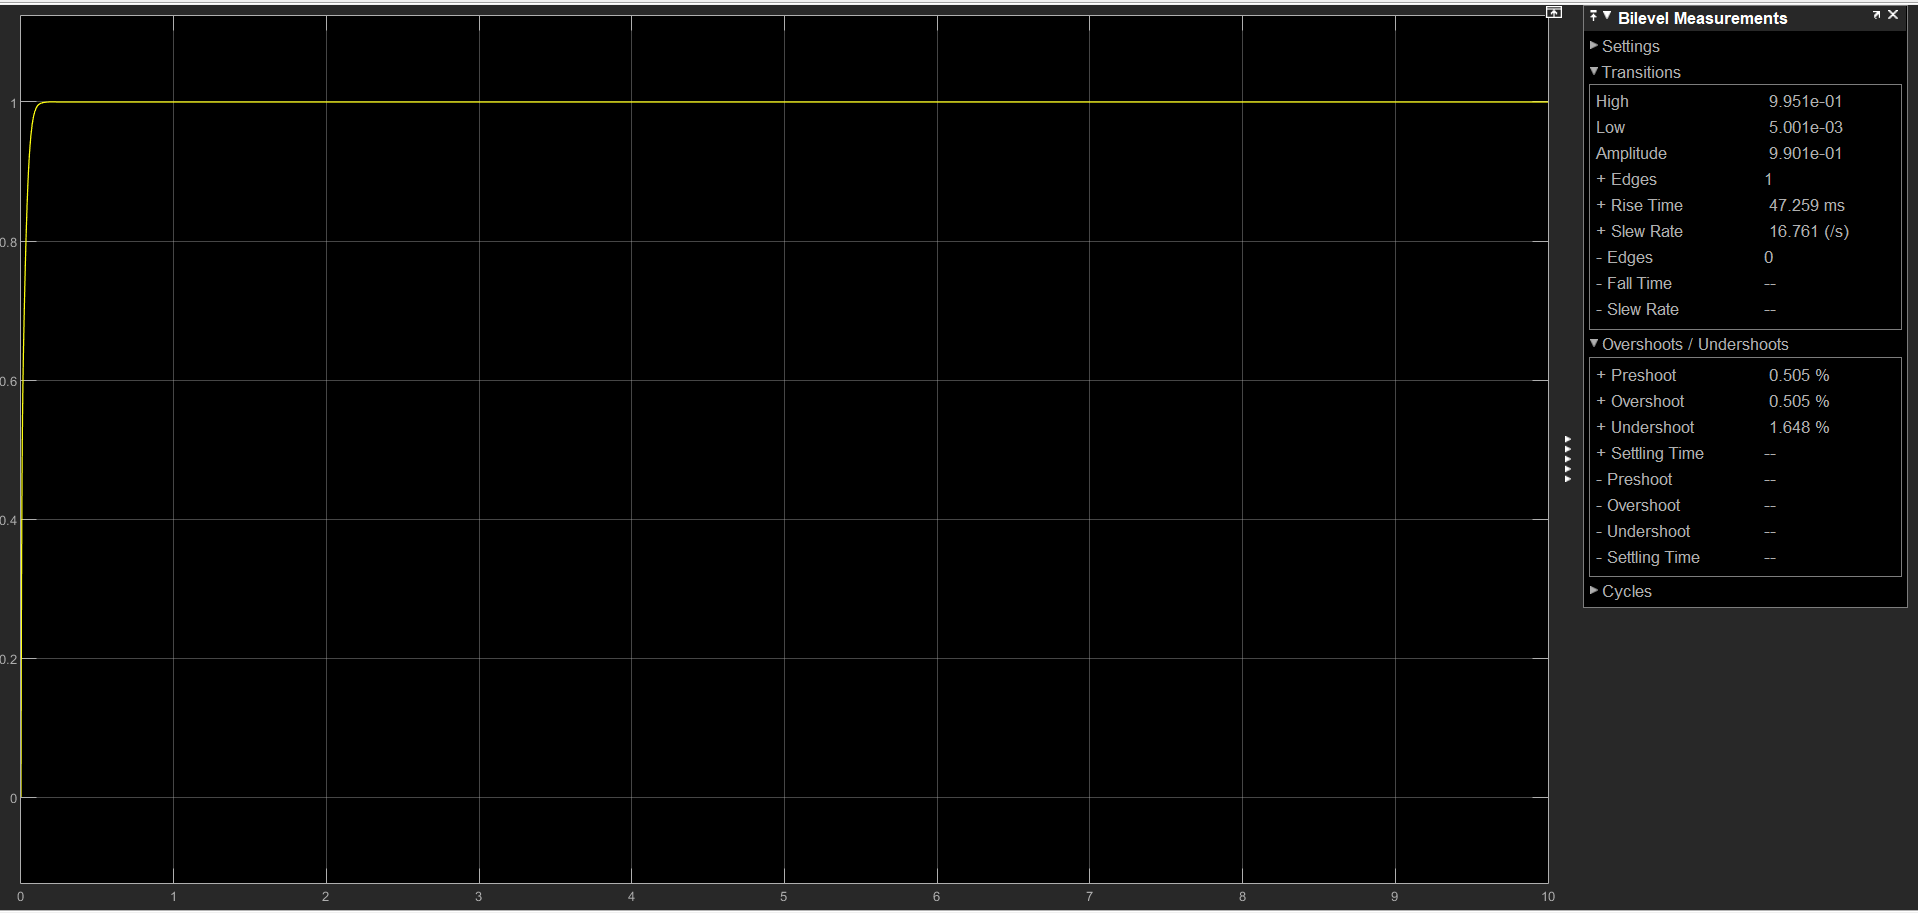 1
0.8
0.6
0.4
0.2
0
0 1 2 3 4 5 6 7 8 9 10
Bilevel Measurements
Settings
Transitions
High 9.951e-01
Low 5.001e-03
Amplitude 9.901e-01
+ Edges 1
+ Rise Time 47.259 ms
+ Slew Rate 16.761 (/s)
- Edges 0
- Fall Time --
- Slew Rate --
Overshoots / Undershoots
+ Preshoot 0.505 %
+ Overshoot 0.505 %
+ Undershoot 1.648 %
+ Settling Time --
- Preshoot --
- Overshoot --
- Undershoot --
- Settling Time --
Cycles